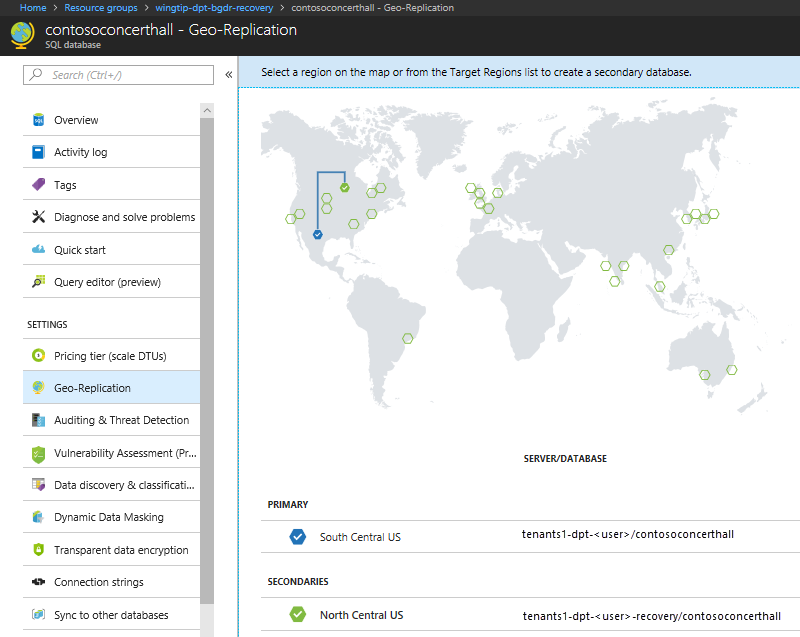 Home > Resource groups > wingtip-dpt-bgdr-recovery > contosoconcerthall - Geo-Replication
contosoconcerthall - Geo-Replication
SQL database
Search (Ctrl+/)
«
Select a region on the map or from the Target Regions list to create a secondary database.
Overview
Activity log
Tags
Diagnose and solve problems
Quick start
Query editor (preview)
SETTINGS
Pricing tier (scale DTUs)
Geo-Replication
Auditing & Threat Detection
Vulnerability Assessment (Pr...
Data discovery & classificati...
Dynamic Data Masking
Transparent data encryption
Connection strings
Sync to other databases
SERVER/DATABASE
PRIMARY
South Central US tenants1-dpt-<user>/contosoconcerthall
SECONDARIES
North Central US tenants1-dpt-<user>-recovery/contosoconcerthall